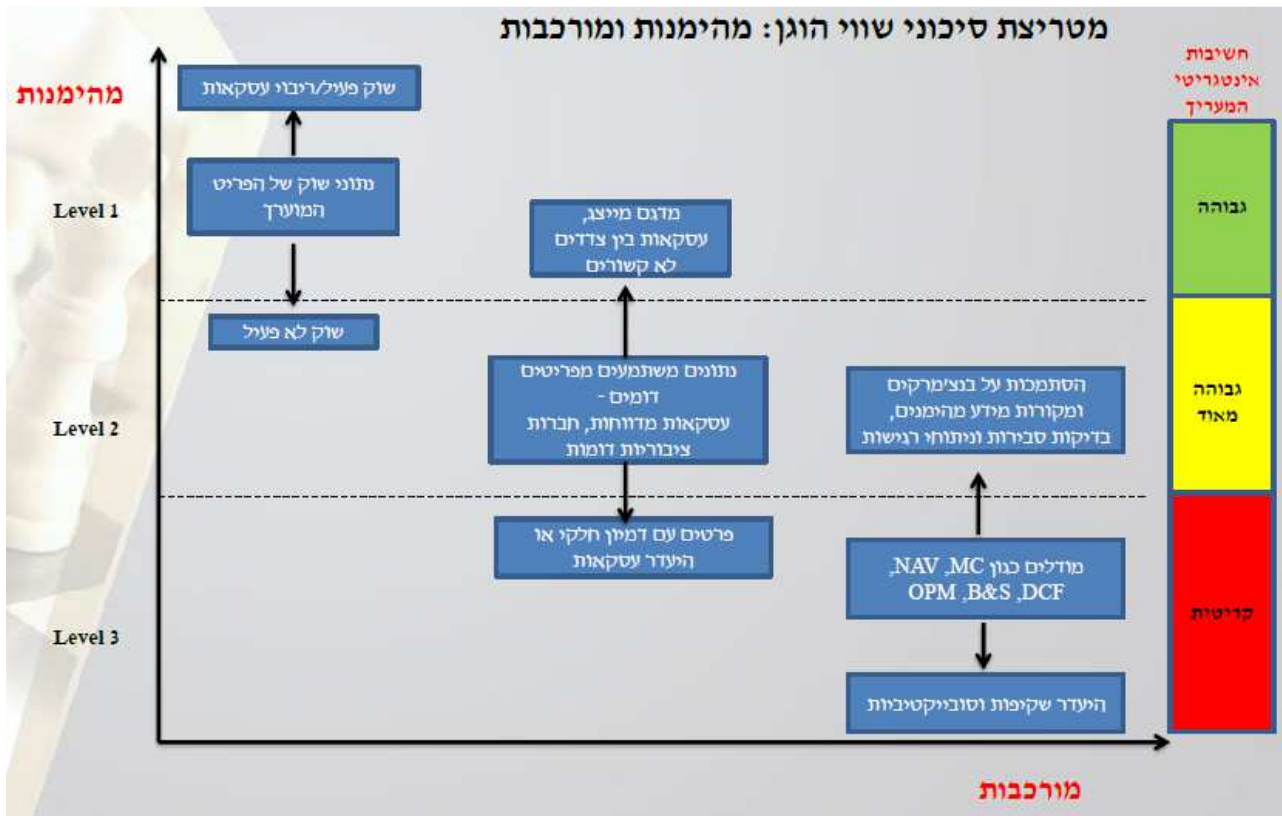 מטריצת סיכוני שווי הוגן: מהימנות ומורכבות
חשיבות
אינטגריטי
המעריך
מהימנות
שוק פעיל/ריבוי עסקאות
נתוני שוק של הפריט
המוערך
Level 1
מדגם מייצג,
עסקאות בין צדדים
לא קשורים
גבוהה
שוק לא פעיל
נתונים משתמעים מפריטים
דומים -
עסקאות מדווחות, חברות
ציבוריות דומות
הסתמכות על בנצ'מרקים
ומקורות מידע מהימנים,
בדיקות סבירות וניתוחי רגישות
Level 2
גבוהה
מאוד
פרטים עם דמיון חלקי או
היעדר עסקאות
מודלים כגון NAV ,MC,
OPM ,B&S ,DCF
Level 3
קריטית
היעדר שקיפות וסובייקטיביות
מורכבות